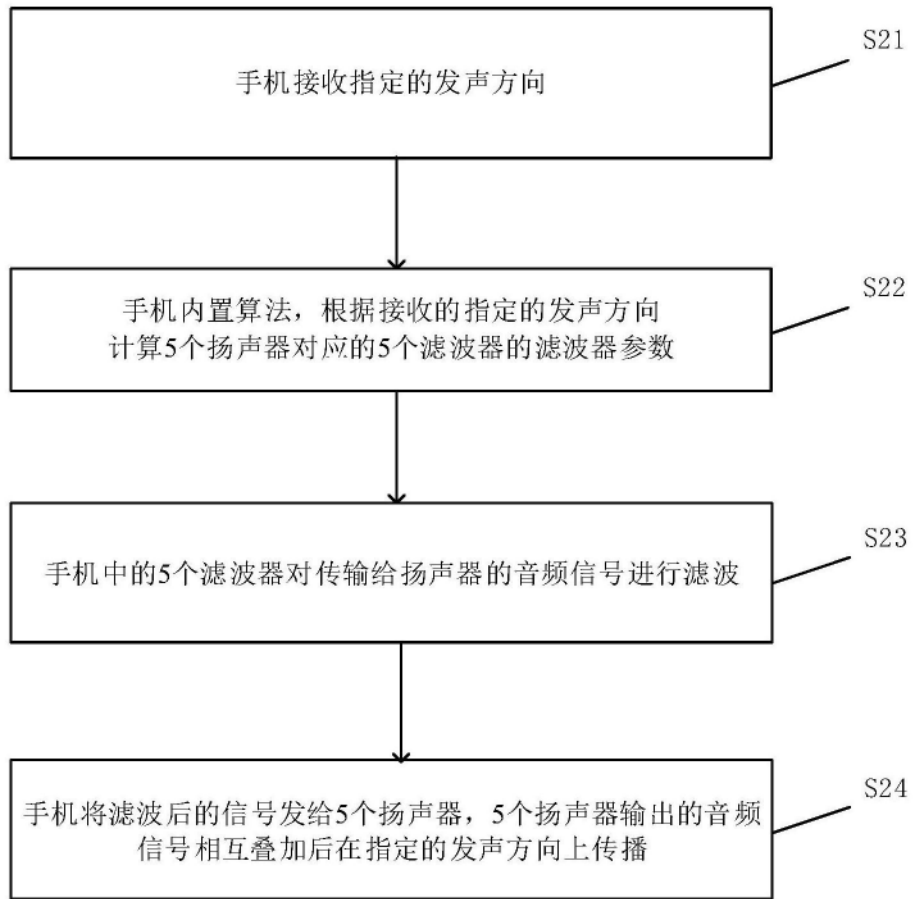 手机接收指定的发声方向
S21
手机内置算法，根据接收的指定的发声方向
计算5个扬声器对应的5个滤波器的滤波器参数
S22
手机中的5个滤波器对传输给扬声器的音频信号进行滤波
S23
手机将滤波后的信号发给5个扬声器，5个扬声器输出的音频
信号相互叠加后在指定的发声方向上传播
S24